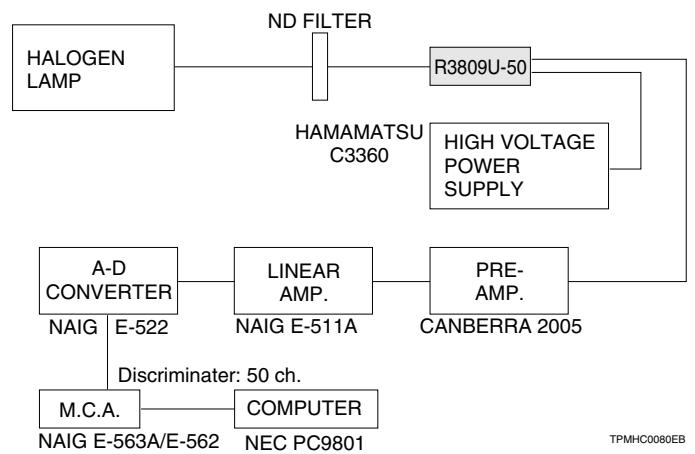 ND FILTER
HALOGEN
LAMP
R3809U-50
HAMAMATSU
C3360
HIGH VOLTAGE
POWER
SUPPLY
A-D
CONVERTER
LINEAR
AMP.
PRE-
AMP.
NAIG E-522
NAIG E-511A
CANBERRA 2005
Discriminater: 50 ch.
M.C.A.
COMPUTER
NAIG E-563A/E-562
NEC PC9801
TPMHC0080EB